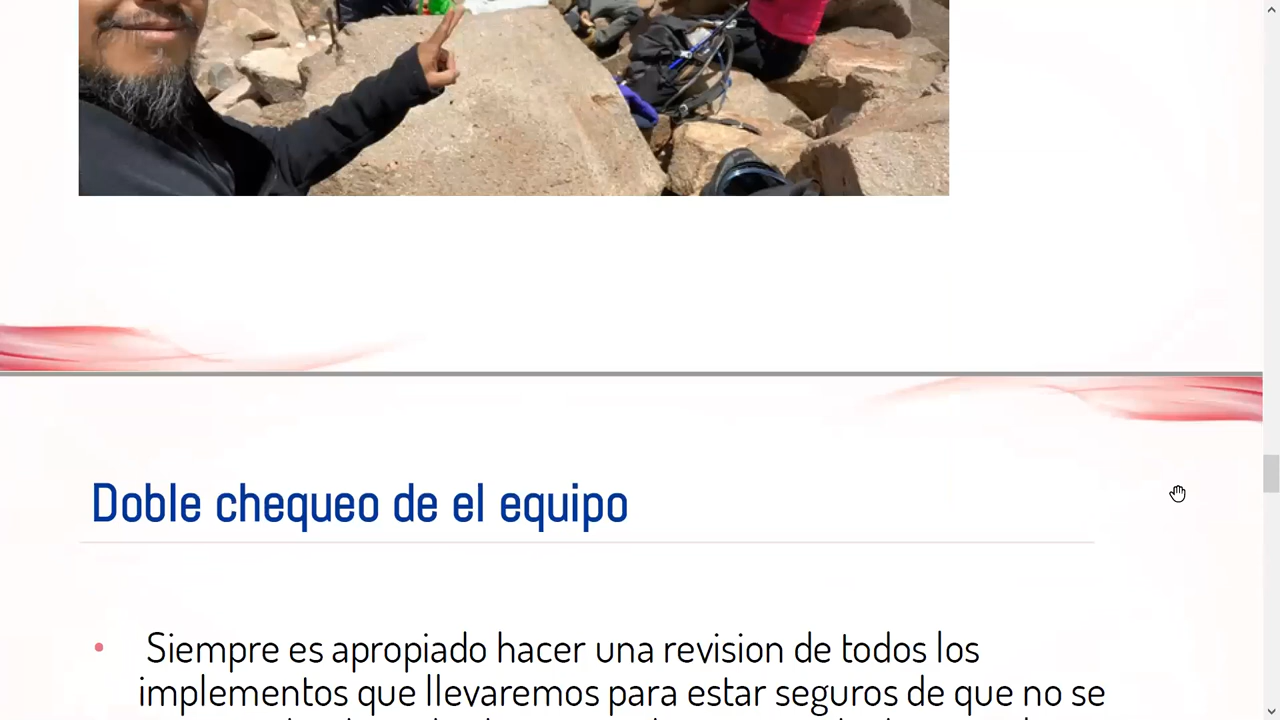 Doble chequeo de el equipo
Siempre es apropiado hacer una revision de todos los
implementos que llevaremos para estar seguros de que no se